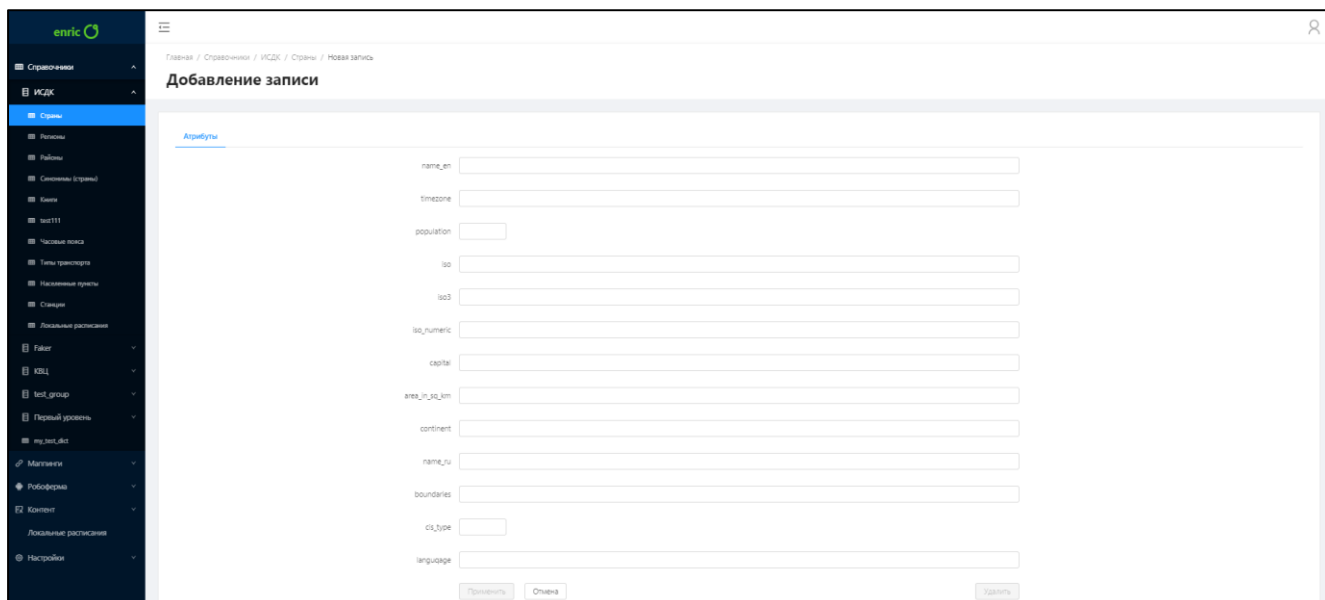 enric
Главная / Справочники / ИСДК / Страны / Новая запись
Добавление записи
Справочники
ИСДК
Страны
Регионы
Районы
Синонимы (страны)
Книги
test111
Часовые пояса
Типы транспорта
Населенные пункты
Станции
Локальные расписания
Faker
КВЦ
test_group
Первый уровень
my_test_dict
Маппинги
Робоферма
Контент
Локальные расписания
Настройки
Атрибуты
name_en
timezone
population
iso
iso3
iso_numeric
capital
area_in_sq_km
continent
name_ru
boundaries
cis_type
langugage
Применить Отмена Удалить